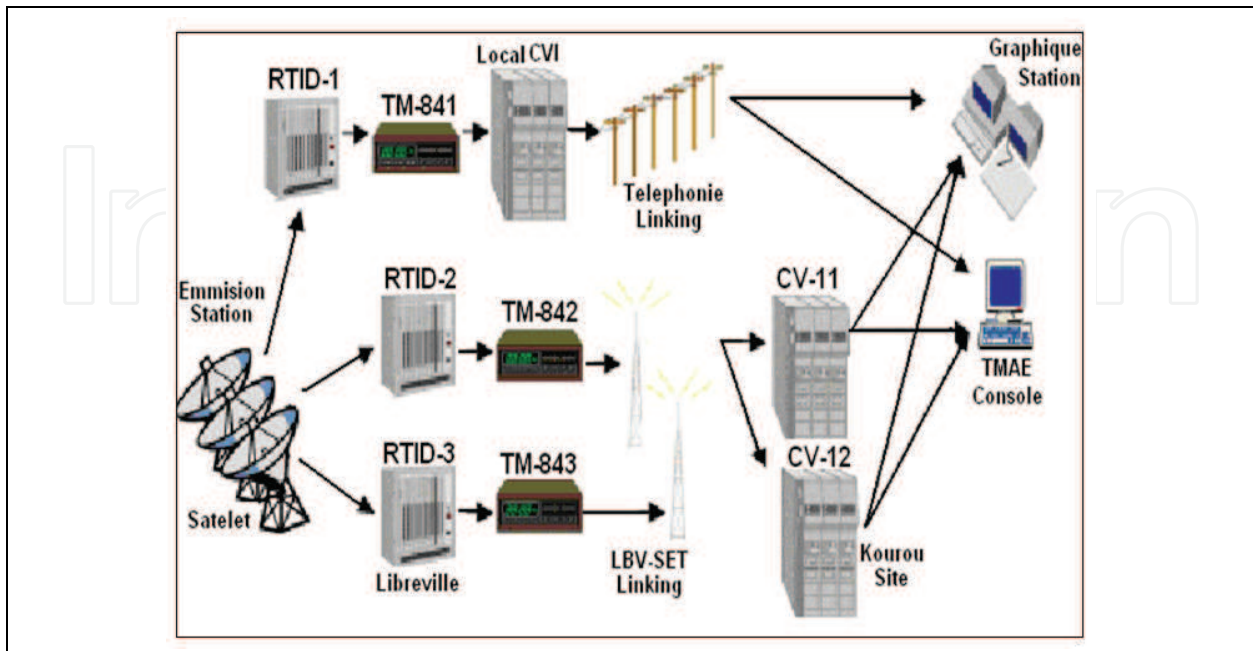 Local CVI
Graphique
Station
RTID-1
TM-841
Telephonie
Linking
Emmision
Station
RTID-2
TM-842
CV-11
TMAE
Console
RTID-3
TM-843
CV-12
Satelet
Libreville
LBV-SET
Linking
Kourou
Site